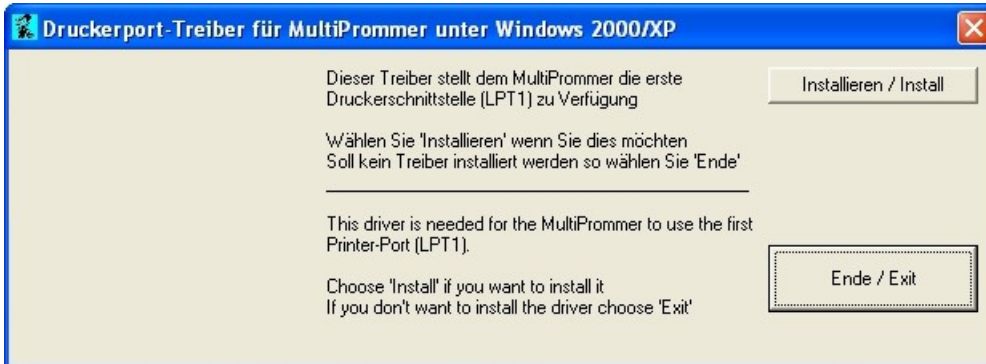 Druckerport-Treiber für MultiPrommer unter Windows 2000/XP
Dieser Treiber stellt dem MultiPrommer die erste
Druckerschnittstelle (LPT1) zu Verfügung
Installieren / Install
Wählen Sie 'Installieren' wenn Sie dies möchten
Soll kein Treiber installiert werden so wählen Sie 'Ende'
This driver is needed for the MultiPrommer to use the first
Printer-Port (LPT1).
Ende / Exit
Choose 'Install' if you want to install it
If you don't want to install the driver choose 'Exit'